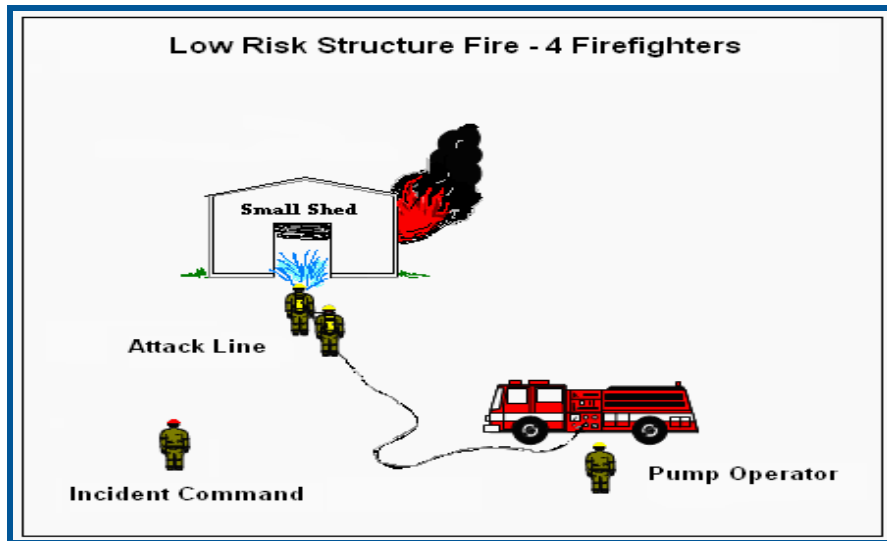 Low Risk Structure Fire - 4 Firefighters
Small Shed
Attack Line
Pump Operator
Incident Command